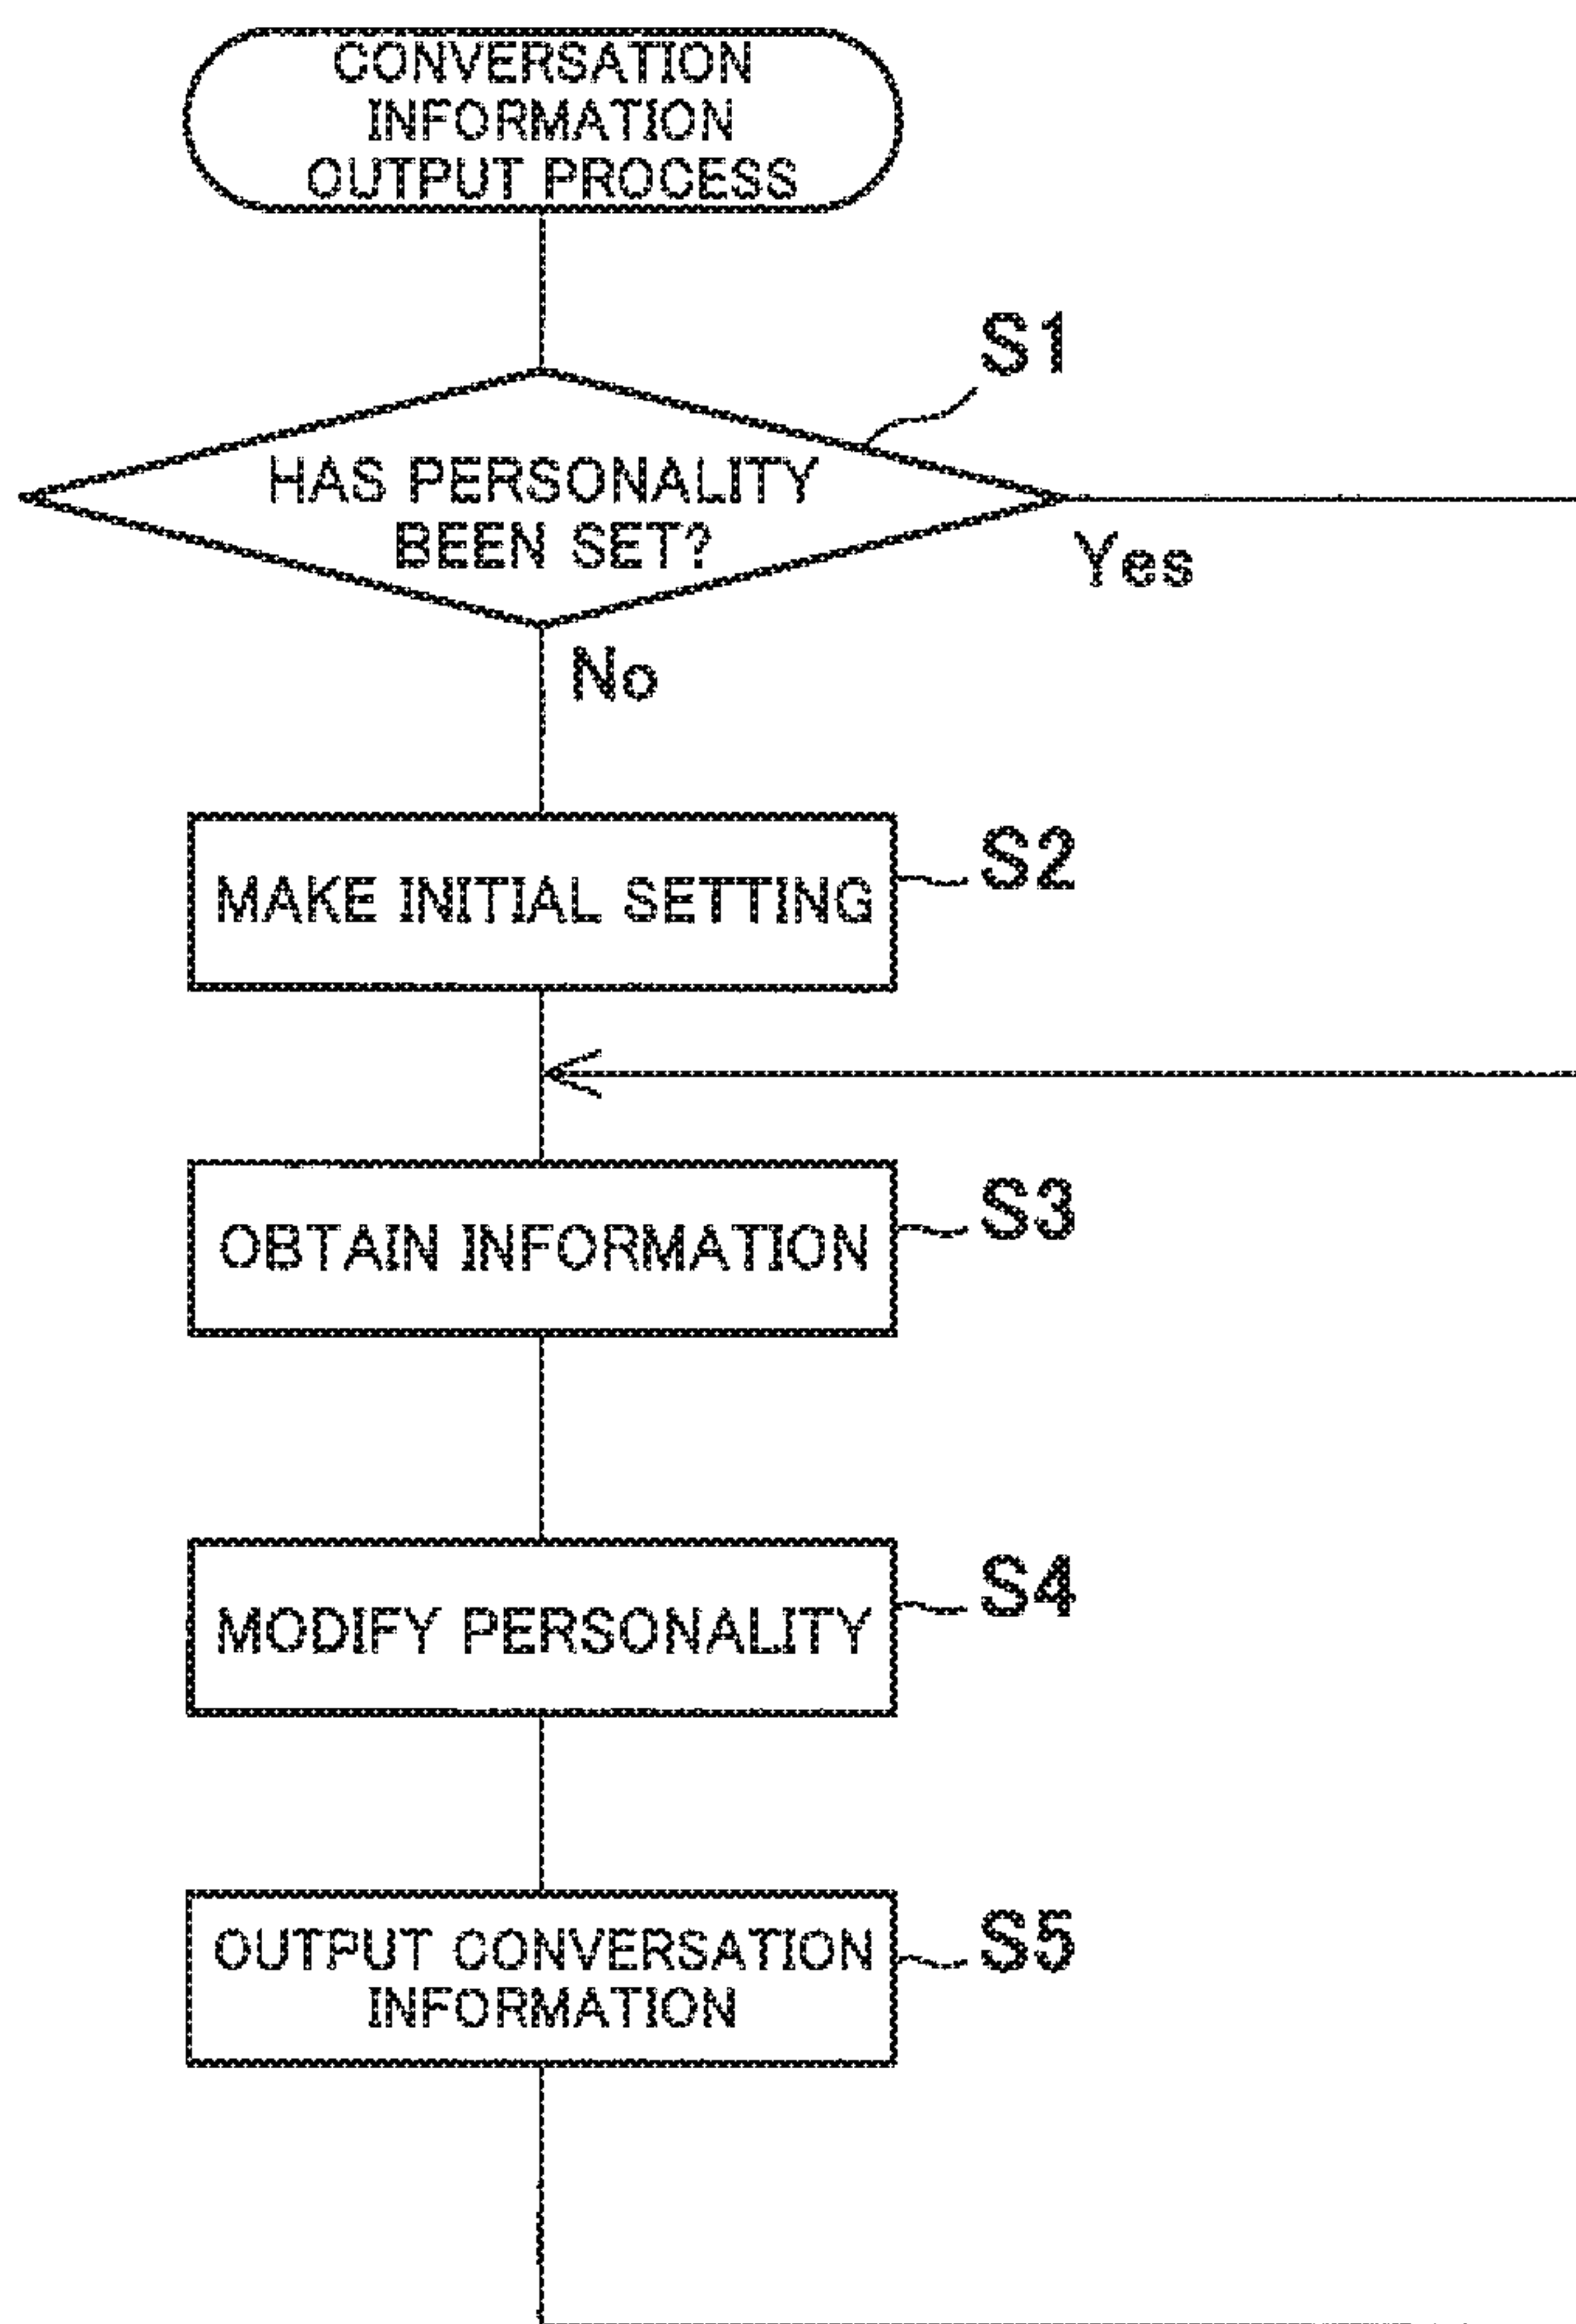 CONVERSATION
INFORMATION
OUTPUT PROCESS
S1
HAS PERSONALITY
BEEN SET?
Yes
No
MAKE INITIAL SETTING
S2
OBTAIN INFORMATION
S3
MODIFY PERSONALITY
S4
OUTPUT CONVERSATION
INFORMATION
S5